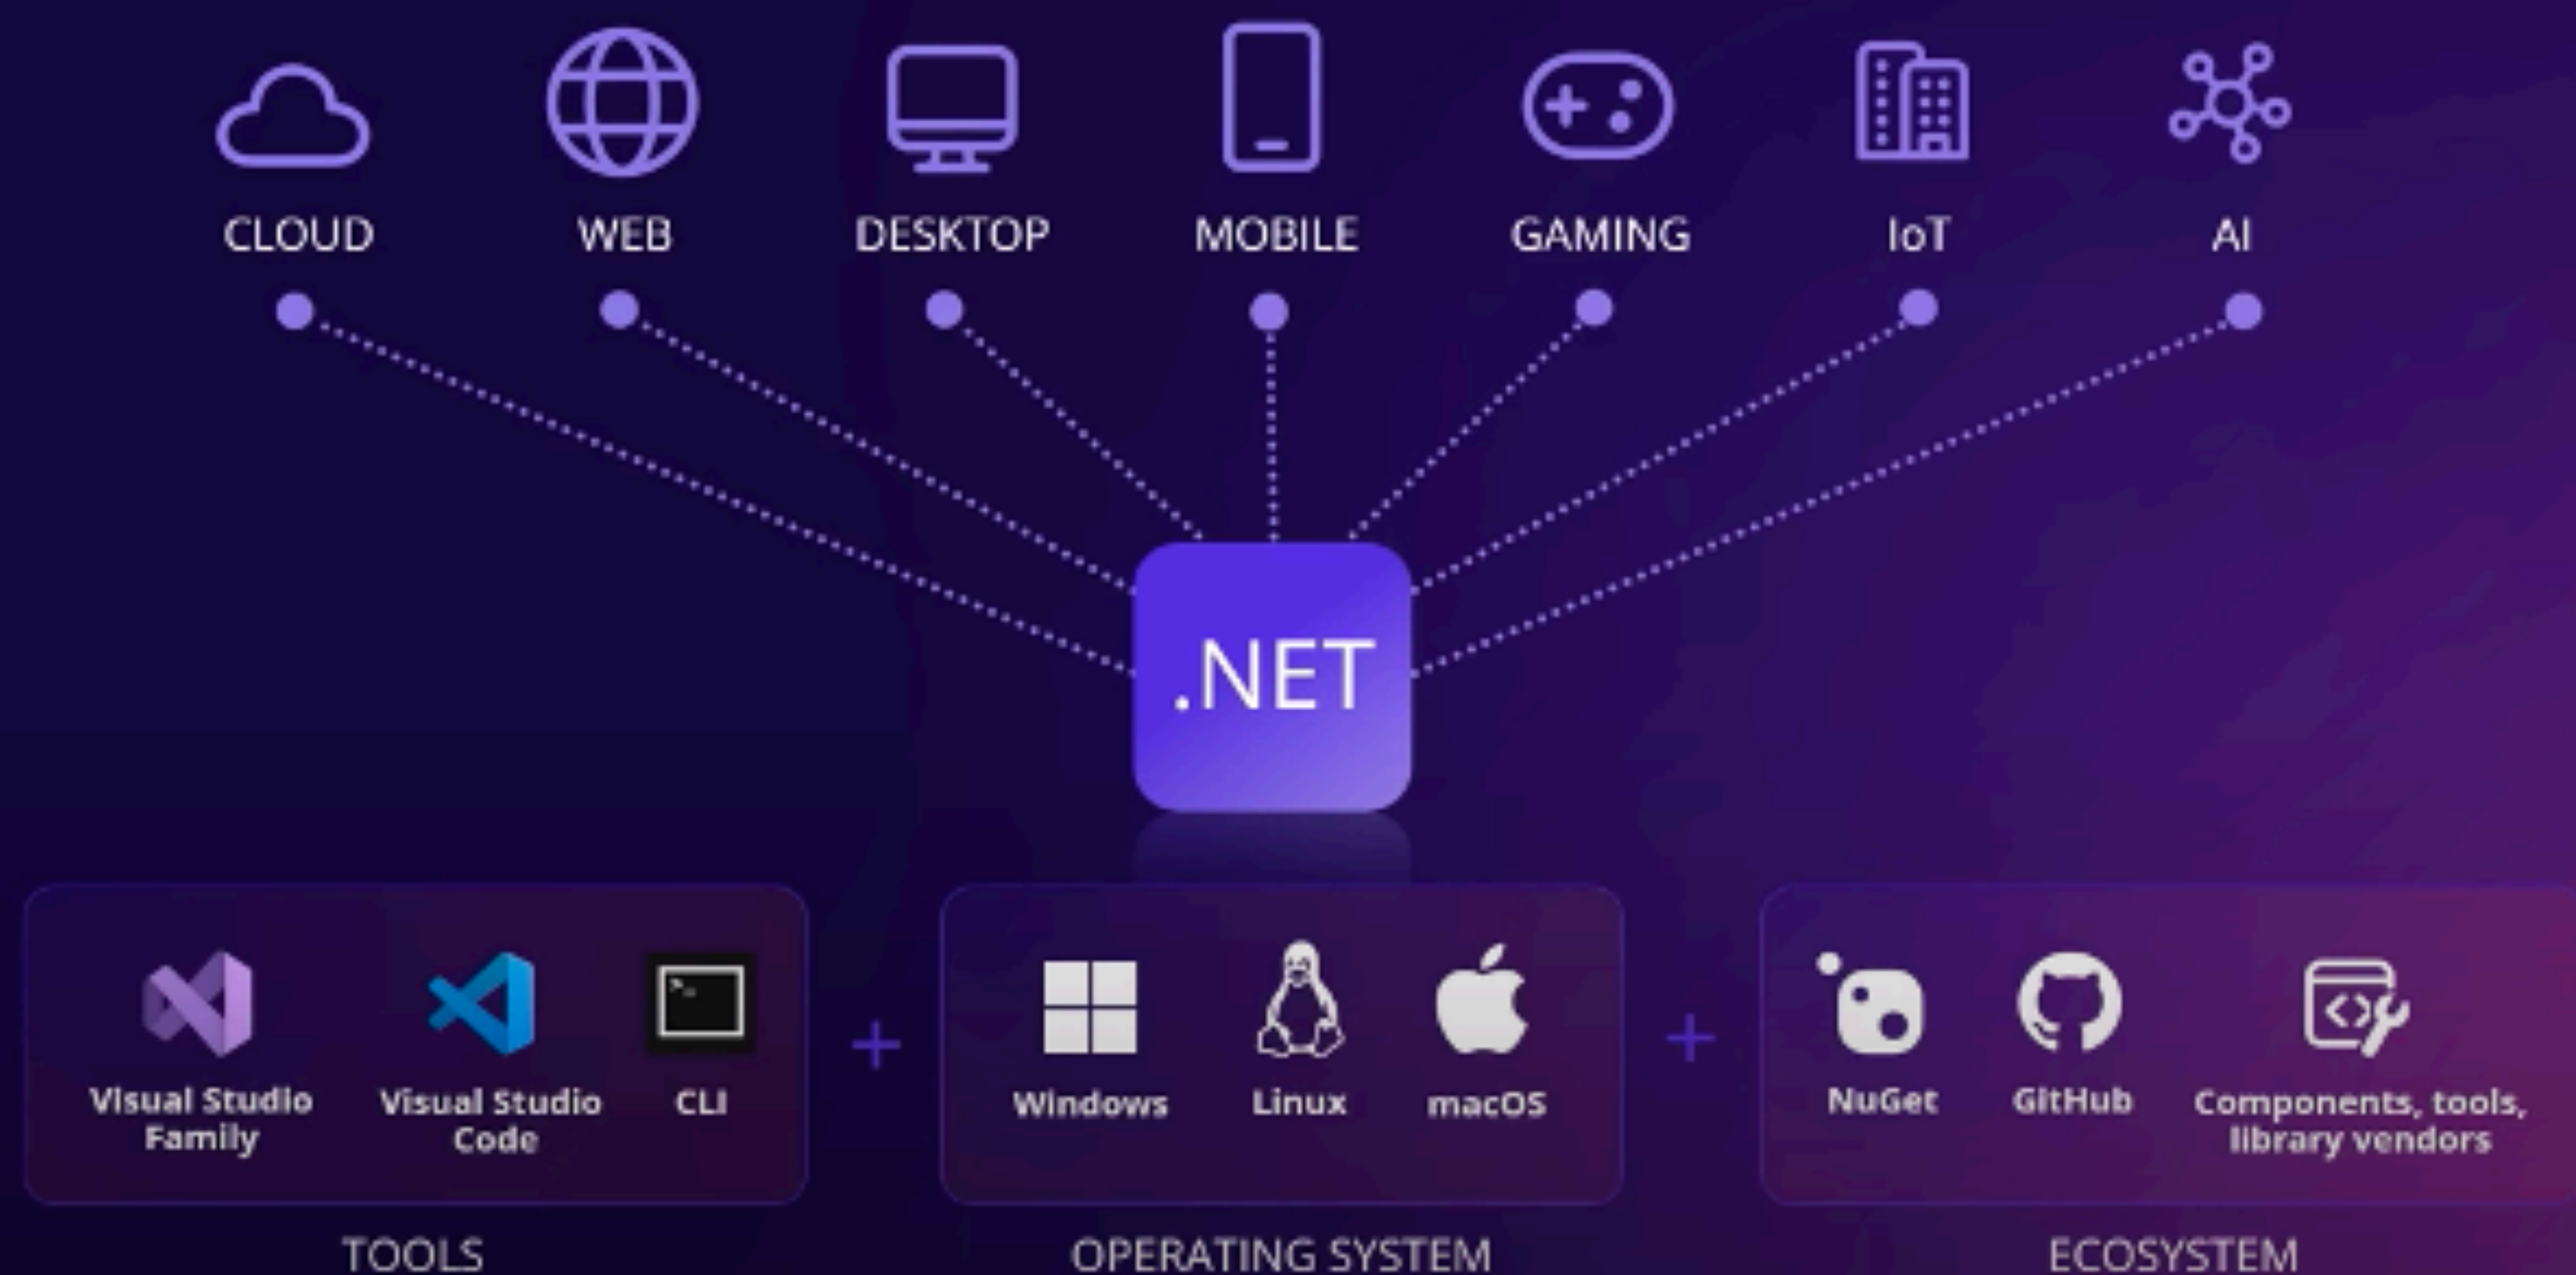 CLOUD
WEB
DESKTOP
MOBILE
GAMING
IoT
AI
.NET
Visual Studio
Family
Visual Studio
Code
CLI
TOOLS
Windows
Linux
macOS
OPERATING SYSTEM
NuGet
GitHub
Components, tools,
library vendors
ECOSYSTEM